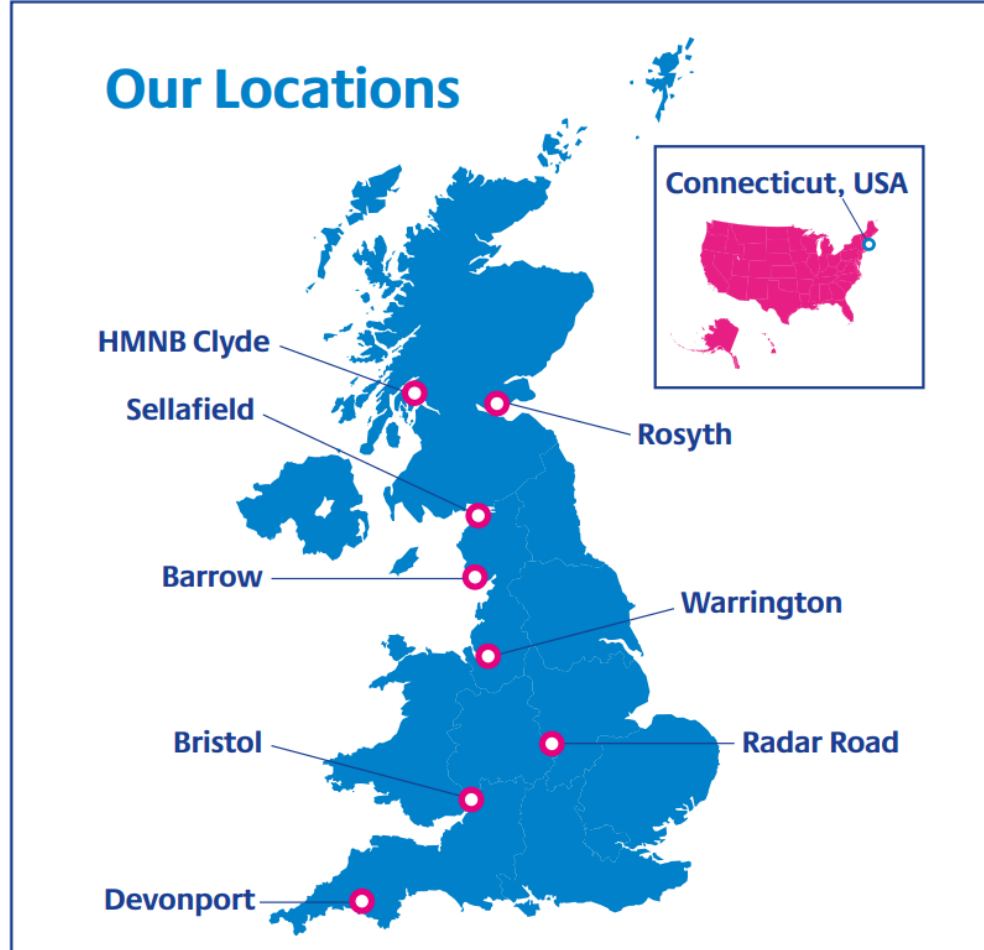 Our Locations
Connecticut, USA
HMNB Clyde
Sellafield
Rosyth
Barrow
Warrington
Bristol
Radar Road
Devonport